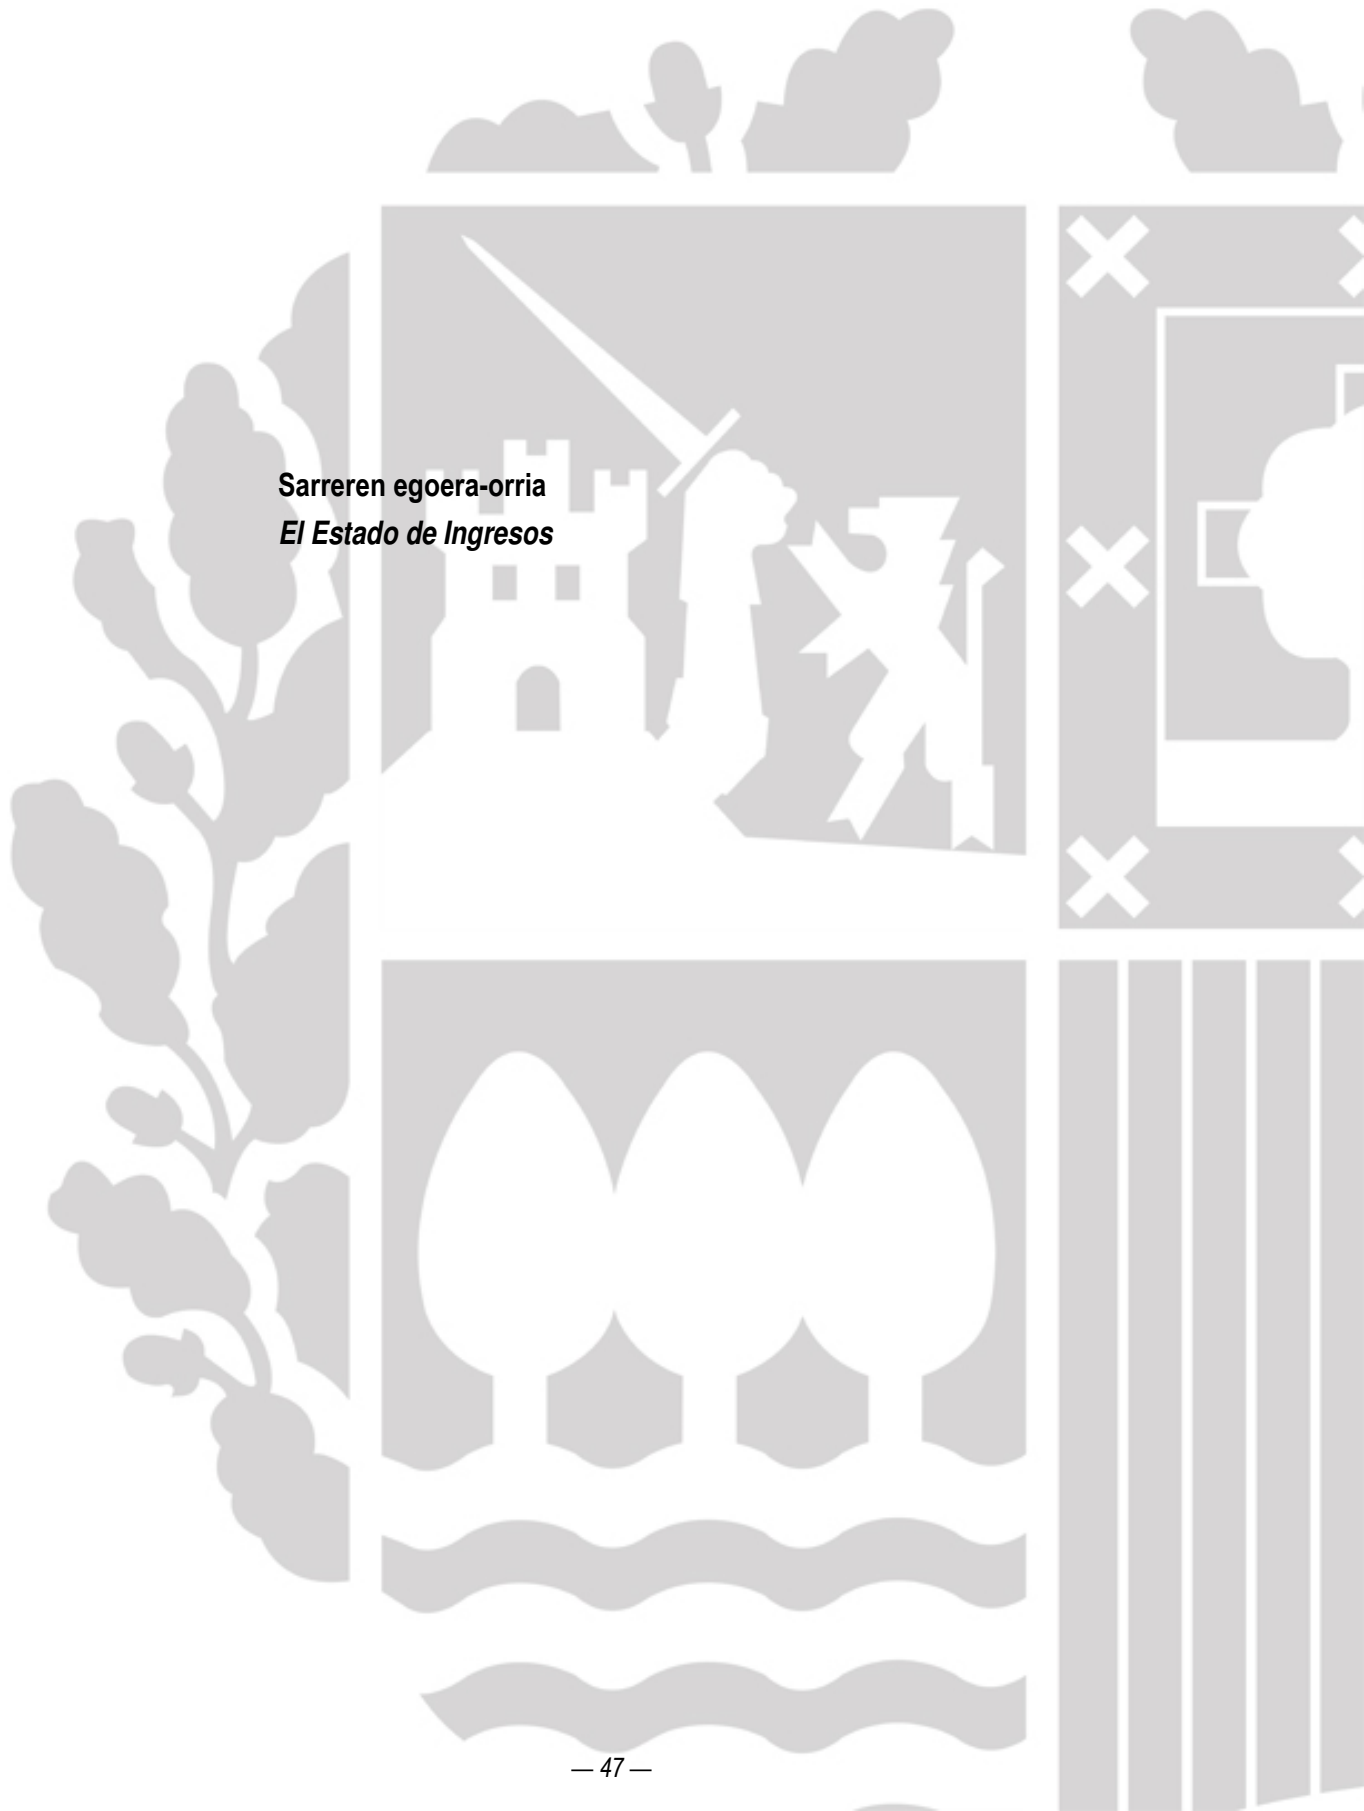 Sarreren egoera-orria
El Estado de Ingresos
— 47 —